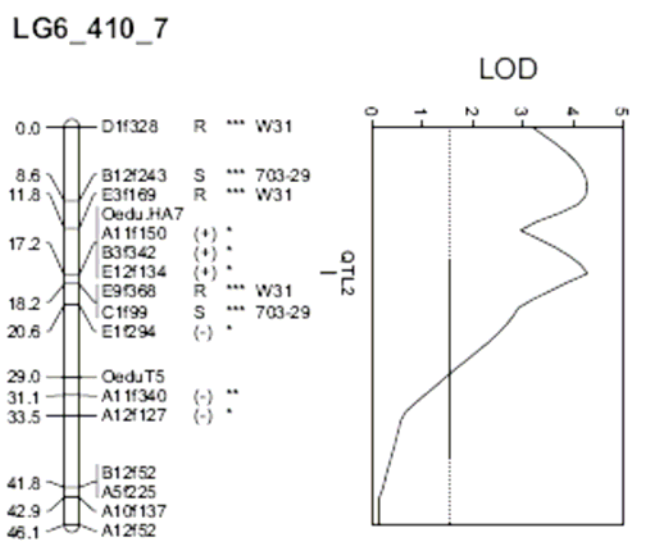 LG6_410_7
LOD
0 1 2 3 4 5
0.0 D1f328 R *** W31
8.6 B12f243 S *** 703-29
11.8 E3f169 R *** W31
Oedu.HA7
17.2 A11f150 (+) *
B3f342 (+) *
E12f134 (+) *
QTL2
18.2 E9f368 R *** W31
C1f99 S *** 703-29
20.6 E1f294 (-) *
29.0 OeduT5
31.1 A11f340 (-) **
33.5 A12f127 (-) *
B12f52
41.8 A5f225
42.9 A10f137
46.1 A12f52